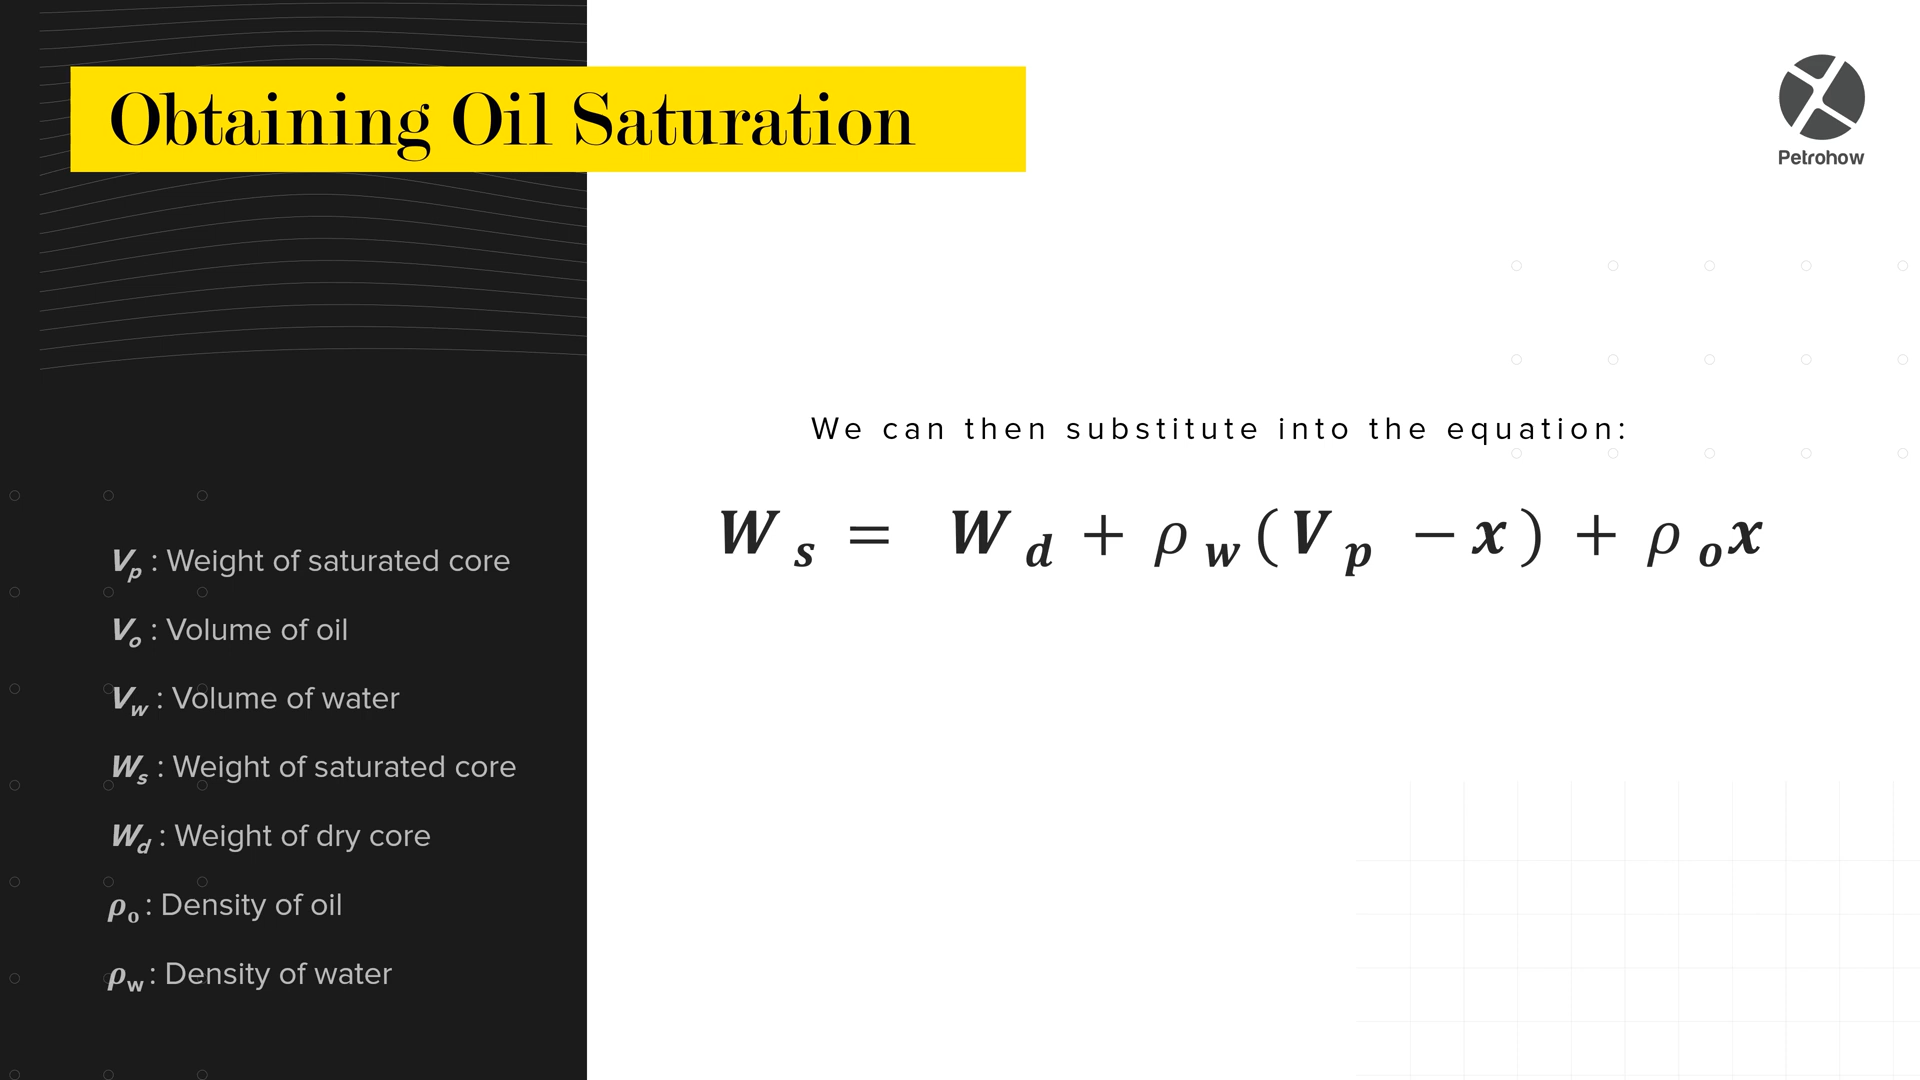 Obtaining Oil Saturation
Petrohow
We can then substitute into the equation:
W s = W d + ρ w ( V p − x ) + ρ o x
Vp : Weight of saturated core
Vo : Volume of oil
Vw : Volume of water
Ws : Weight of saturated core
Wd : Weight of dry core
ρo : Density of oil
ρw : Density of water